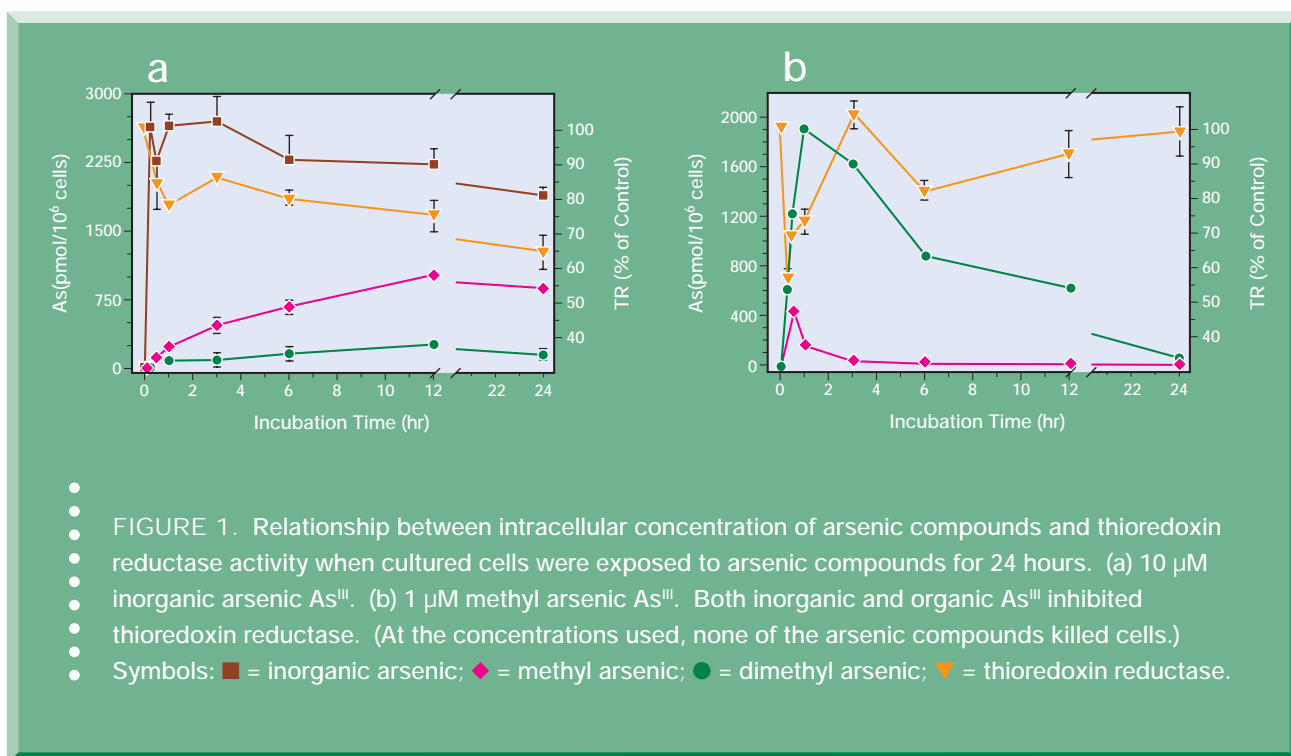 a
3000
2250
1500
750
0
As(pmol/10⁶ cells)
100
90
80
70
60
50
40
TR (% of Control)
0 2 4 6 8 10 12 22 24
Incubation Time (hr)
b
2000
1600
1200
800
400
0
As(pmol/10⁶ cells)
100
90
80
70
60
50
40
TR (% of Control)
0 2 4 6 8 10 12 22 24
Incubation Time (hr)
FIGURE 1. Relationship between intracellular concentration of arsenic compounds and thioredoxin
reductase activity when cultured cells were exposed to arsenic compounds for 24 hours. (a) 10 µM
inorganic arsenic Asᴵᴵᴵ. (b) 1 µM methyl arsenic Asᴵᴵᴵ. Both inorganic and organic Asᴵᴵᴵ inhibited
thioredoxin reductase. (At the concentrations used, none of the arsenic compounds killed cells.)
Symbols: ■ = inorganic arsenic; ◆ = methyl arsenic; ● = dimethyl arsenic; ▼ = thioredoxin reductase.